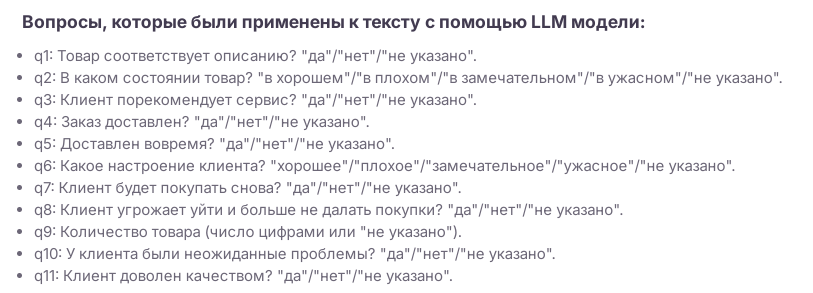 Вопросы, которые были применены к тексту с помощью LLM модели:
• q1: Товар соответствует описанию? "да"/"нет"/"не указано".
• q2: В каком состоянии товар? "в хорошем"/"в плохом"/"в замечательном"/"в ужасном"/"не указано".
• q3: Клиент порекомендует сервис? "да"/"нет"/"не указано".
• q4: Заказ доставлен? "да"/"нет"/"не указано".
• q5: Доставлен вовремя? "да"/"нет"/"не указано".
• q6: Какое настроение клиента? "хорошее"/"плохое"/"замечательное"/"ужасное"/"не указано".
• q7: Клиент будет покупать снова? "да"/"нет"/"не указано".
• q8: Клиент угрожает уйти и больше не далать покупки? "да"/"нет"/"не указано".
• q9: Количество товара (число цифрами или "не указано").
• q10: У клиента были неожиданные проблемы? "да"/"нет"/"не указано".
• q11: Клиент доволен качеством? "да"/"нет"/"не указано".